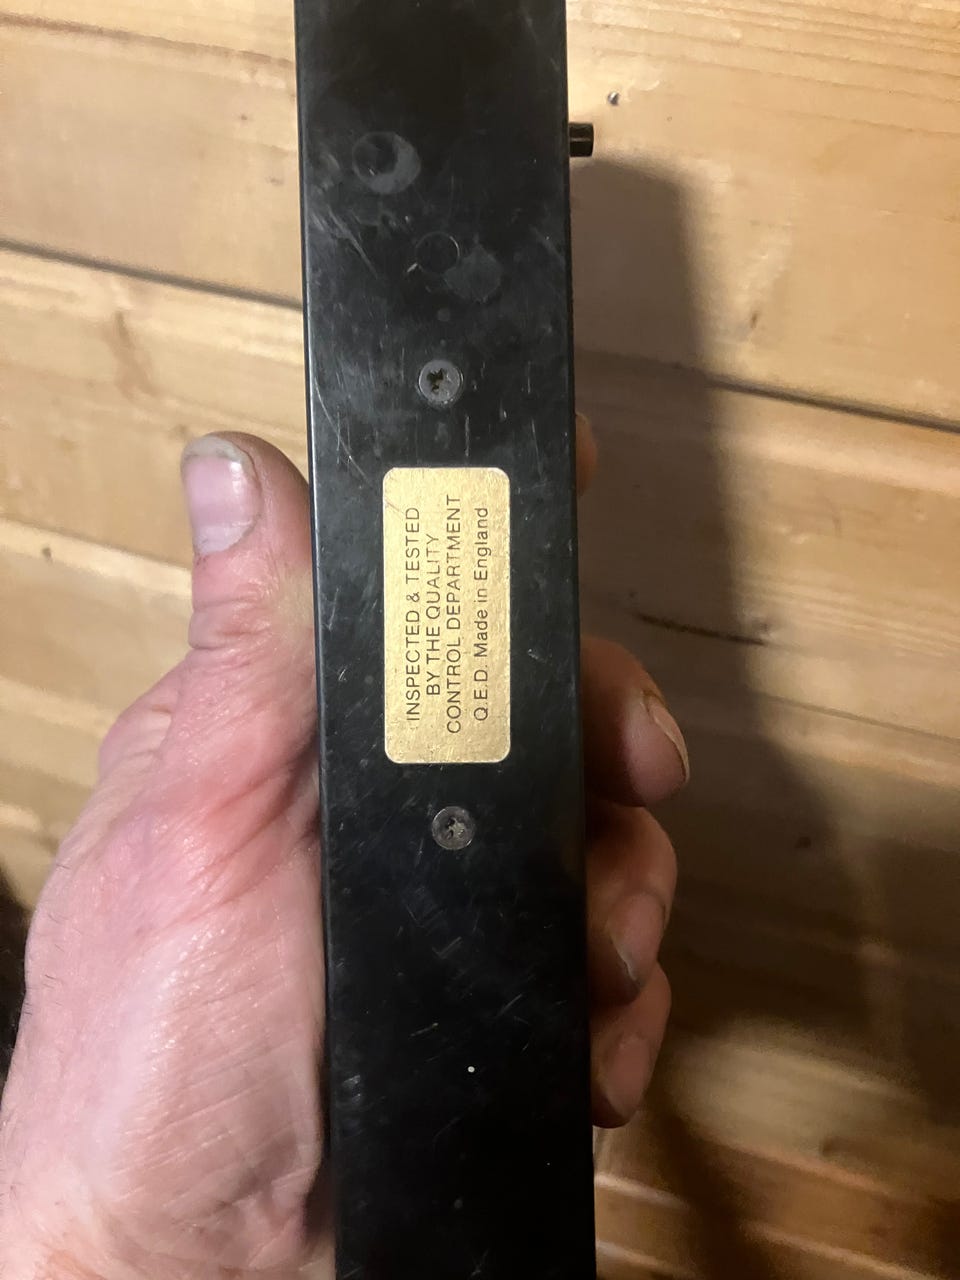 INSPECTED & TESTED
BY THE QUALITY
CONTROL DEPARTMENT
Q.E.D. Made in England